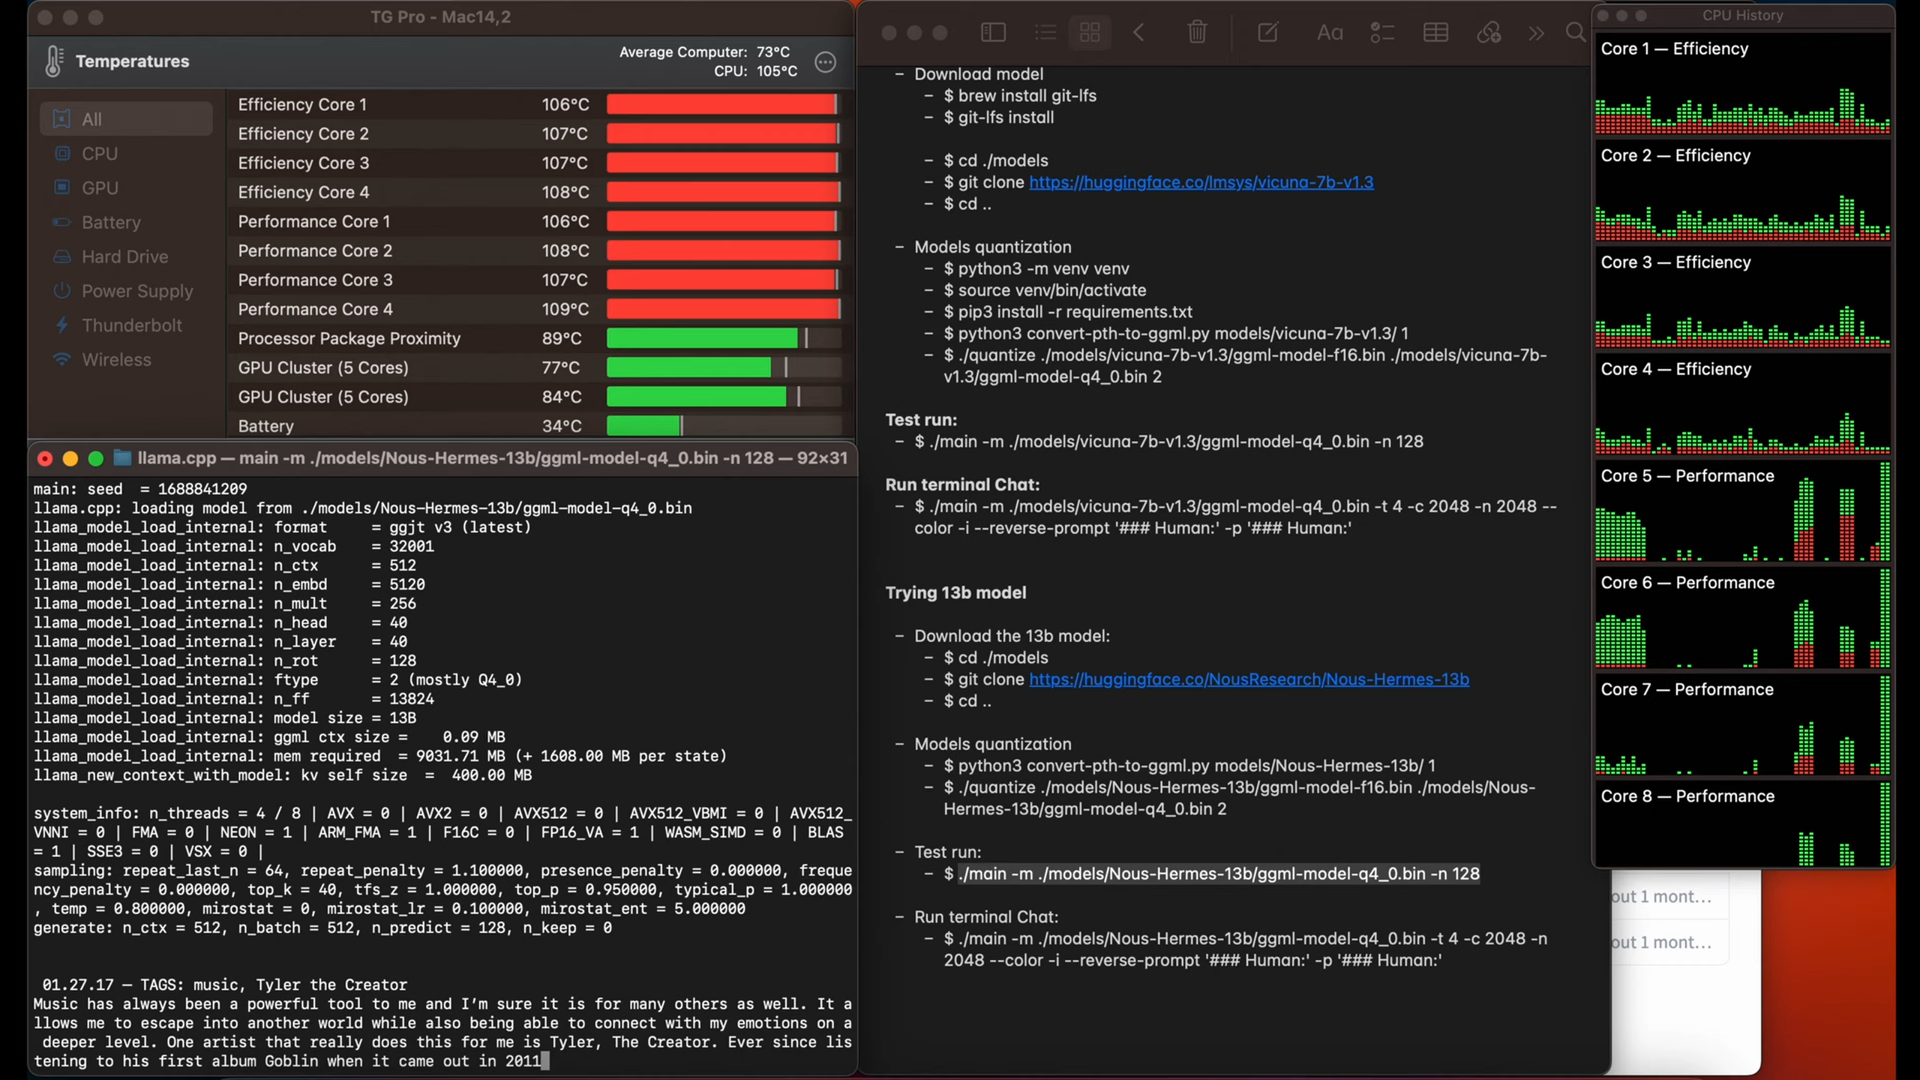 TG Pro - Mac14,2
Temperatures
Average Computer: 73°C
CPU: 105°C
All
CPU
GPU
Battery
Hard Drive
Power Supply
Thunderbolt
Wireless
Efficiency Core 1 106°C
Efficiency Core 2 107°C
Efficiency Core 3 107°C
Efficiency Core 4 108°C
Performance Core 1 106°C
Performance Core 2 108°C
Performance Core 3 107°C
Performance Core 4 109°C
Processor Package Proximity 89°C
GPU Cluster (5 Cores) 77°C
GPU Cluster (5 Cores) 84°C
Battery 34°C
llama.cpp — main -m ./models/Nous-Hermes-13b/ggml-model-q4_0.bin -n 128 — 92×31
main: seed  = 1688841209
llama.cpp: loading model from ./models/Nous-Hermes-13b/ggml-model-q4_0.bin
llama_model_load_internal: format     = ggjt v3 (latest)
llama_model_load_internal: n_vocab    = 32001
llama_model_load_internal: n_ctx      = 512
llama_model_load_internal: n_embd     = 5120
llama_model_load_internal: n_mult     = 256
llama_model_load_internal: n_head     = 40
llama_model_load_internal: n_layer    = 40
llama_model_load_internal: n_rot      = 128
llama_model_load_internal: ftype      = 2 (mostly Q4_0)
llama_model_load_internal: n_ff       = 13824
llama_model_load_internal: model size = 13B
llama_model_load_internal: ggml ctx size =    0.09 MB
llama_model_load_internal: mem required  = 9031.71 MB (+ 1608.00 MB per state)
llama_new_context_with_model: kv self size  =  400.00 MB
system_info: n_threads = 4 / 8 | AVX = 0 | AVX2 = 0 | AVX512 = 0 | AVX512_VBMI = 0 | AVX512_
VNNI = 0 | FMA = 0 | NEON = 1 | ARM_FMA = 1 | F16C = 0 | FP16_VA = 1 | WASM_SIMD = 0 | BLAS
= 1 | SSE3 = 0 | VSX = 0 |
sampling: repeat_last_n = 64, repeat_penalty = 1.100000, presence_penalty = 0.000000, freque
ncy_penalty = 0.000000, top_k = 40, tfs_z = 1.000000, top_p = 0.950000, typical_p = 1.000000
, temp = 0.800000, mirostat = 0, mirostat_lr = 0.100000, mirostat_ent = 5.000000
generate: n_ctx = 512, n_batch = 512, n_predict = 128, n_keep = 0
01.27.17 — TAGS: music, Tyler the Creator
Music has always been a powerful tool to me and I'm sure it is for many others as well. It a
llows me to escape into another world while also being able to connect with my emotions on a
deeper level. One artist that really does this for me is Tyler, The Creator. Ever since lis
tening to his first album Goblin when it came out in 2011
Aa
– Download model
– $ brew install git-lfs
– $ git-lfs install
– $ cd ./models
– $ git clone https://huggingface.co/lmsys/vicuna-7b-v1.3
– $ cd ..
– Models quantization
– $ python3 -m venv venv
– $ source venv/bin/activate
– $ pip3 install -r requirements.txt
– $ python3 convert-pth-to-ggml.py models/vicuna-7b-v1.3/ 1
– $ ./quantize ./models/vicuna-7b-v1.3/ggml-model-f16.bin ./models/vicuna-7b-
v1.3/ggml-model-q4_0.bin 2
Test run:
– $ ./main -m ./models/vicuna-7b-v1.3/ggml-model-q4_0.bin -n 128
Run terminal Chat:
– $ ./main -m ./models/vicuna-7b-v1.3/ggml-model-q4_0.bin -t 4 -c 2048 -n 2048 --
color -i --reverse-prompt '### Human:' -p '### Human:'
Trying 13b model
– Download the 13b model:
– $ cd ./models
– $ git clone https://huggingface.co/NousResearch/Nous-Hermes-13b
– $ cd ..
– Models quantization
– $ python3 convert-pth-to-ggml.py models/Nous-Hermes-13b/ 1
– $ ./quantize ./models/Nous-Hermes-13b/ggml-model-f16.bin ./models/Nous-
Hermes-13b/ggml-model-q4_0.bin 2
– Test run:
– $ ./main -m ./models/Nous-Hermes-13b/ggml-model-q4_0.bin -n 128
– Run terminal Chat:
– $ ./main -m ./models/Nous-Hermes-13b/ggml-model-q4_0.bin -t 4 -c 2048 -n
2048 --color -i --reverse-prompt '### Human:' -p '### Human:'
CPU History
Core 1 — Efficiency
Core 2 — Efficiency
Core 3 — Efficiency
Core 4 — Efficiency
Core 5 — Performance
Core 6 — Performance
Core 7 — Performance
Core 8 — Performance
out 1 mont…
out 1 mont…